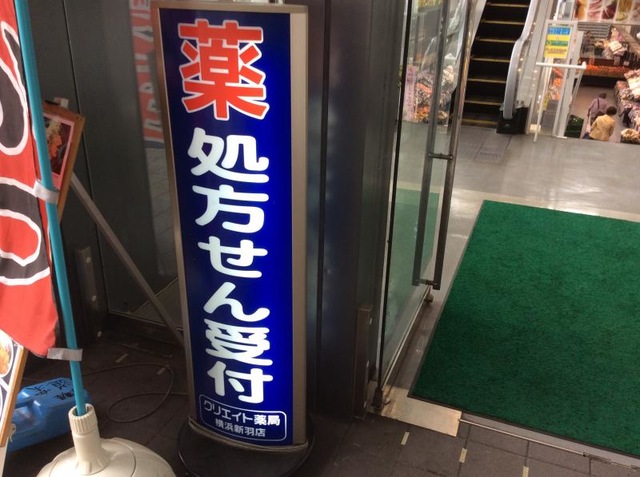 薬
処方せん受付
クリエイト薬局
横浜新羽店